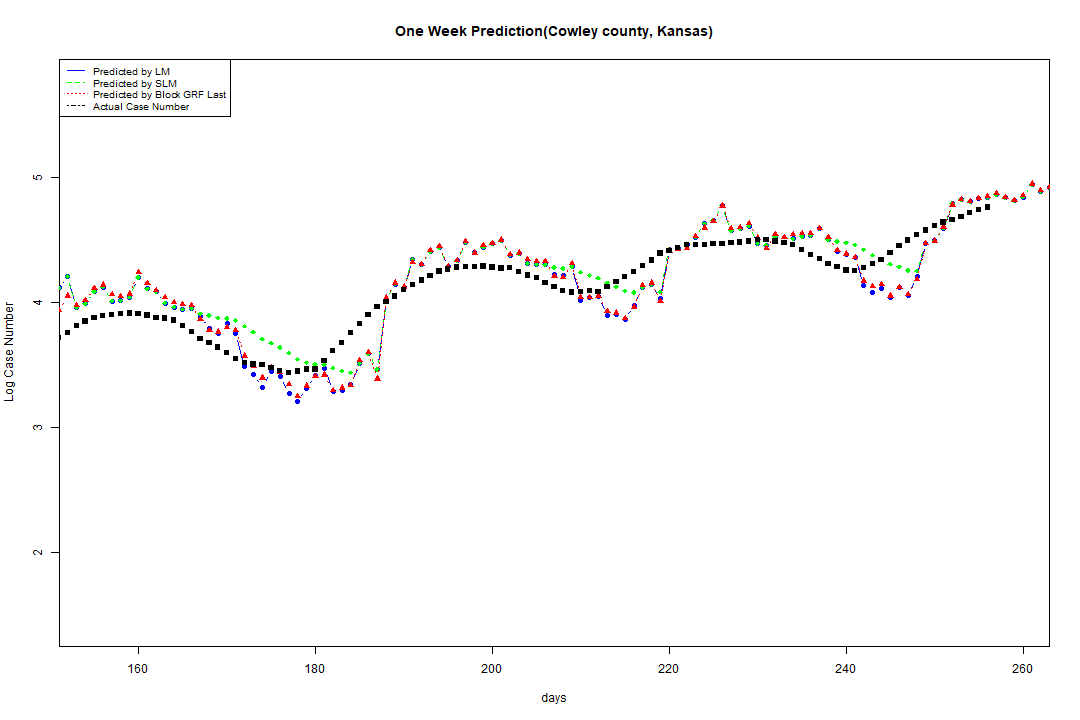 One Week Prediction(Cowley county, Kansas)
Predicted by LM
Predicted by SLM
Predicted by Block GRF Last
Actual Case Number
5
4
3
2
Log Case Number
160 180 200 220 240 260
days